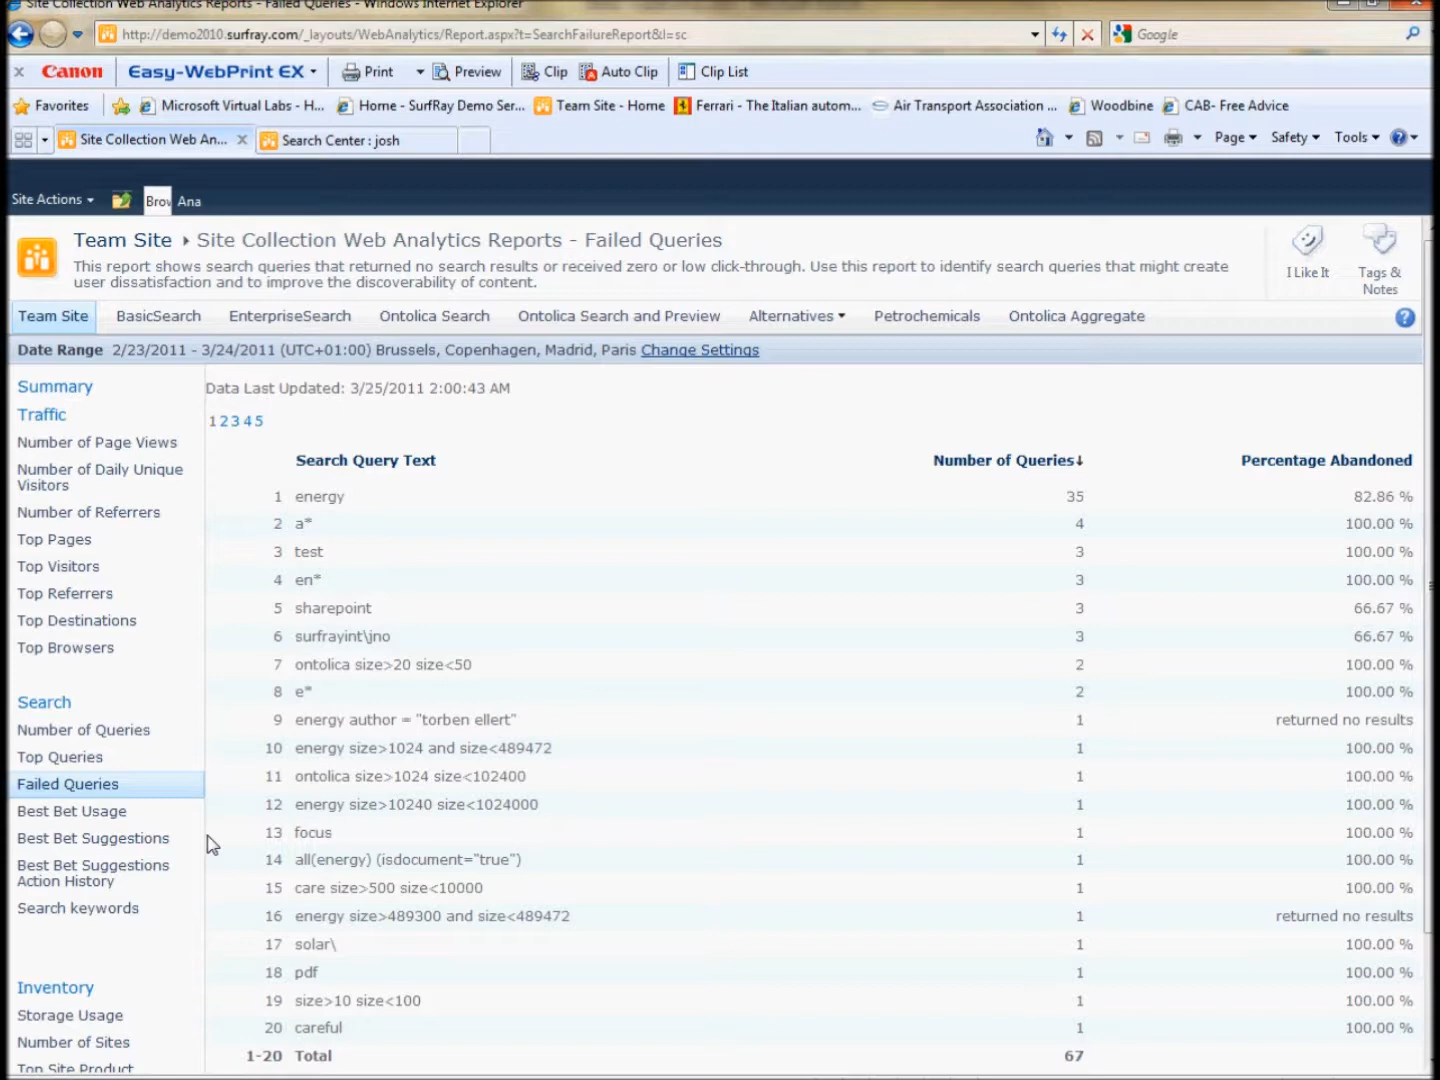 Site Collection Web Analytics Reports - Failed Queries - Windows Internet Explorer
http://demo2010.surfray.com/_layouts/WebAnalytics/Report.aspx?t=SearchFailureReport&l=sc
Google
x Canon Easy-WebPrint EX Print Preview Clip Auto Clip Clip List
Favorites Microsoft Virtual Labs - H... Home - SurfRay Demo Ser... Team Site - Home Ferrari - The Italian autom... Air Transport Association ... Woodbine CAB- Free Advice
Site Collection Web An... Search Center : josh Page Safety Tools
Site Actions Brov Ana
Team Site Site Collection Web Analytics Reports - Failed Queries
This report shows search queries that returned no search results or received zero or low click-through. Use this report to identify search queries that might create
user dissatisfaction and to improve the discoverability of content.
I Like It
Tags &
Notes
Team Site BasicSearch EnterpriseSearch Ontolica Search Ontolica Search and Preview Alternatives Petrochemicals Ontolica Aggregate
Date Range 2/23/2011 - 3/24/2011 (UTC+01:00) Brussels, Copenhagen, Madrid, Paris Change Settings
Summary
Traffic
Number of Page Views
Number of Daily Unique
Visitors
Number of Referrers
Top Pages
Top Visitors
Top Referrers
Top Destinations
Top Browsers
Search
Number of Queries
Top Queries
Failed Queries
Best Bet Usage
Best Bet Suggestions
Best Bet Suggestions
Action History
Search keywords
Inventory
Storage Usage
Number of Sites
Top Site Product
Data Last Updated: 3/25/2011 2:00:43 AM
1 2 3 4 5
Search Query Text Number of Queries↓ Percentage Abandoned
1 energy 35 82.86 %
2 a* 4 100.00 %
3 test 3 100.00 %
4 en* 3 100.00 %
5 sharepoint 3 66.67 %
6 surfrayint\jno 3 66.67 %
7 ontolica size>20 size<50 2 100.00 %
8 e* 2 100.00 %
9 energy author = "torben ellert" 1 returned no results
10 energy size>1024 and size<489472 1 100.00 %
11 ontolica size>1024 size<102400 1 100.00 %
12 energy size>10240 size<1024000 1 100.00 %
13 focus 1 100.00 %
14 all(energy) (isdocument="true") 1 100.00 %
15 care size>500 size<10000 1 100.00 %
16 energy size>489300 and size<489472 1 returned no results
17 solar\ 1 100.00 %
18 pdf 1 100.00 %
19 size>10 size<100 1 100.00 %
20 careful 1 100.00 %
1-20 Total 67